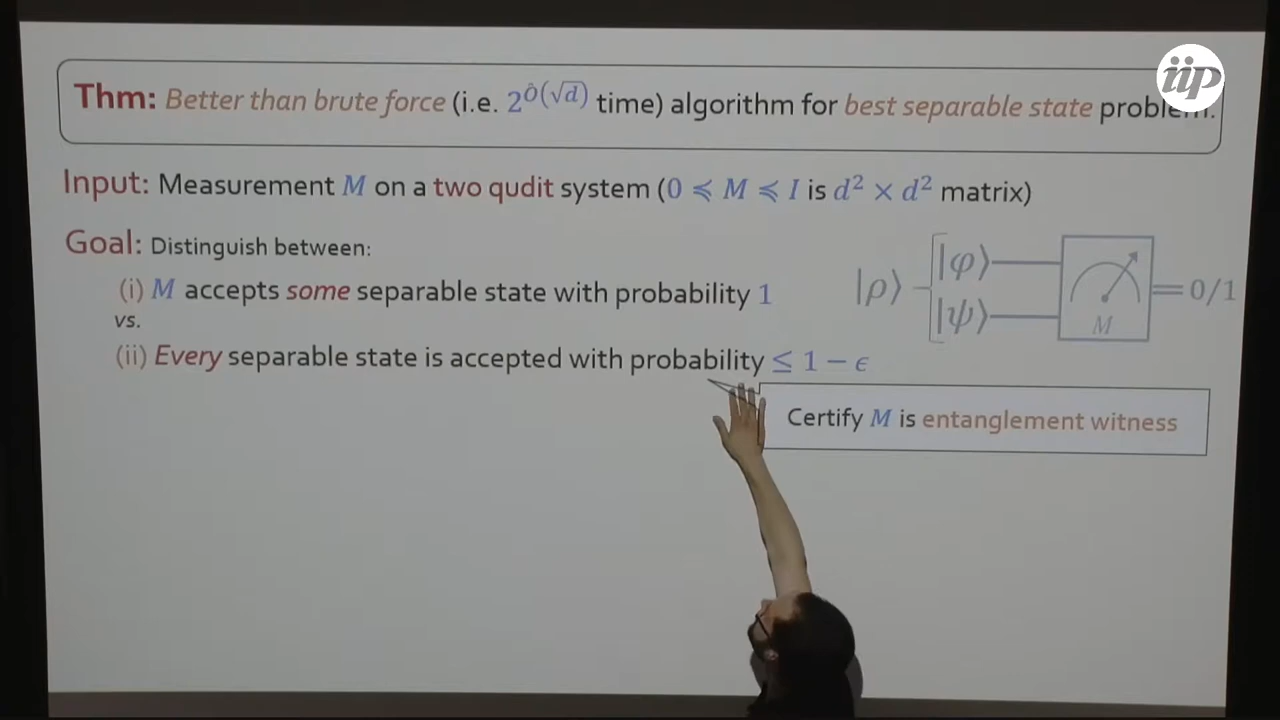 Thm: Better than brute force (i.e. 2^Õ(√d) time) algorithm for best separable state problem.
iip
Input: Measurement M on a two qudit system (0 ≼ M ≼ I is d² × d² matrix)
Goal: Distinguish between:
(i) M accepts some separable state with probability 1
vs.
(ii) Every separable state is accepted with probability ≤ 1 − ϵ
|ρ⟩
|φ⟩
|ψ⟩
M
0/1
Certify M is entanglement witness